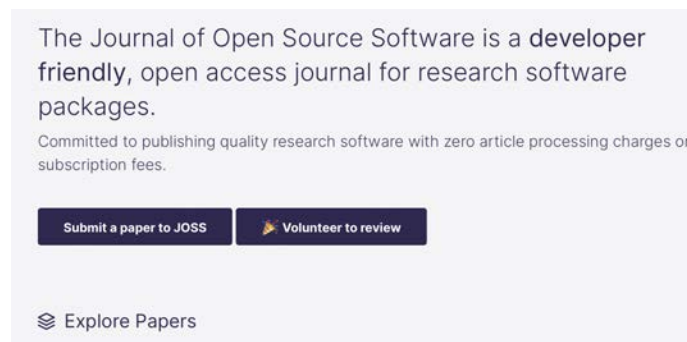 The Journal of Open Source Software is a developer
friendly, open access journal for research software
packages.
Committed to publishing quality research software with zero article processing charges or
subscription fees.
Submit a paper to JOSS
🎉 Volunteer to review
Explore Papers